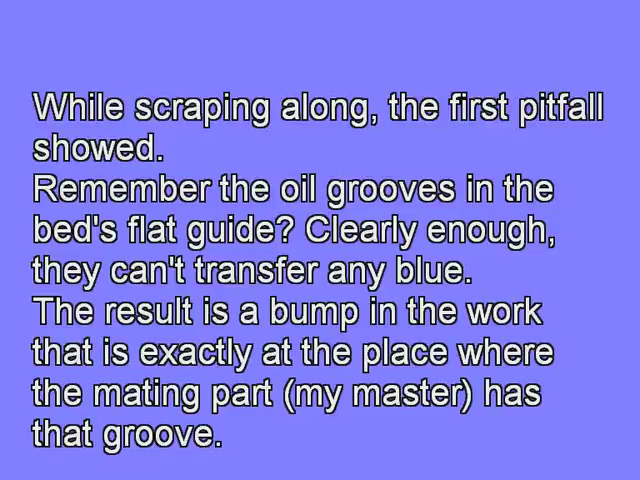 While scraping along, the first pitfall
showed.
Remember the oil grooves in the
bed's flat guide? Clearly enough,
they can't transfer any blue.
The result is a bump in the work
that is exactly at the place where
the mating part (my master) has
that groove.